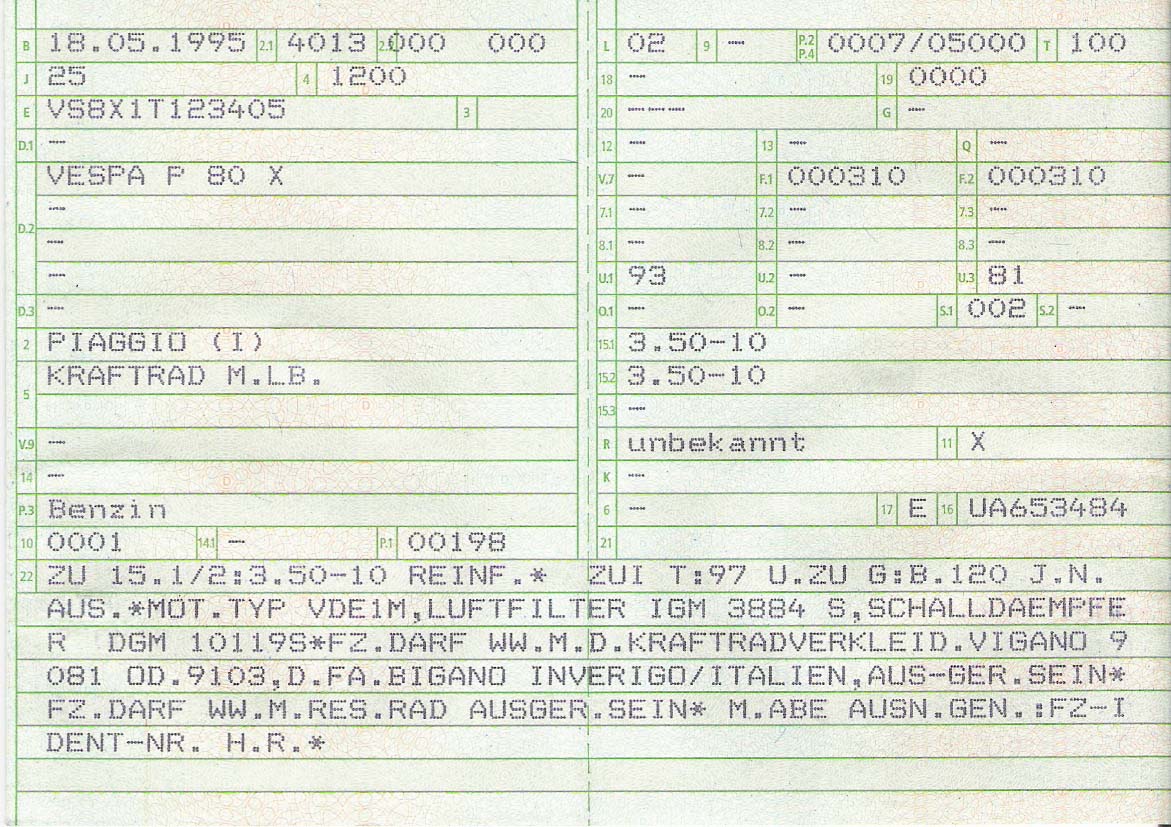 B 18.05.1995 2.1 4013 2.2 000 000
J 25 4 1200
E VS8X1T123405 3
D.1 —
VESPA P 80 X
—
D.2
—
—
D.3 —
2 PIAGGIO (I)
KRAFTRAD M.LB.
5
V.9 —
14 —
P.3 Benzin
10 0001 14.1 — P.1 00198
L 02 9 — P.2 P.4 0007/05000 T 100
18 — 19 0000
20 ——— G —
12 — 13 — Q —
V.7 — F.1 000310 F.2 000310
7.1 — 7.2 — 7.3 —
8.1 — 8.2 — 8.3 —
U.1 93 U.2 — U.3 81
O.1 — O.2 — S.1 002 S.2 —
15.1 3.50-10
15.2 3.50-10
15.3 —
R unbekannt 11 X
K —
6 — 17 E 16 UA653484
21
22 ZU 15.1/2:3.50-10 REINF.* ZUI T:97 U.ZU G:B.120 J.N.
AUS.*MOT.TYP VDE1M,LUFTFILTER IGM 3884 S,SCHALLDAEMPFE
R DGM 10119S*FZ.DARF WW.M.D.KRAFTRADVERKLEID.VIGANO 9
081 OD.9103,D.FA.BIGANO INVERIGO/ITALIEN,AUS-GER.SEIN*
FZ.DARF WW.M.RES.RAD AUSGER.SEIN* M.ABE AUSN.GEN.:FZ-I
DENT-NR. H.R.*